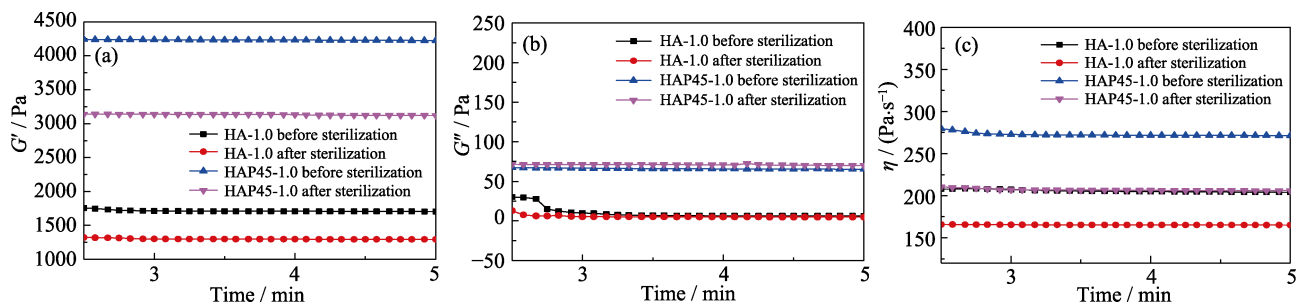 4500
4000
3500
3000
2500
2000
1500
1000
G′ / Pa
(a)
HA-1.0 before sterilization
HA-1.0 after sterilization
HAP45-1.0 before sterilization
HAP45-1.0 after sterilization
3
4
5
Time / min
250
200
150
100
50
0
−50
G″ / Pa
(b)
HA-1.0 before sterilization
HA-1.0 after sterilization
HAP45-1.0 before sterilization
HAP45-1.0 after sterilization
3
4
5
Time / min
400
350
300
250
200
150
η / (Pa·s⁻¹)
(c)
HA-1.0 before sterilization
HA-1.0 after sterilization
HAP45-1.0 before sterilization
HAP45-1.0 after sterilization
3
4
5
Time / min